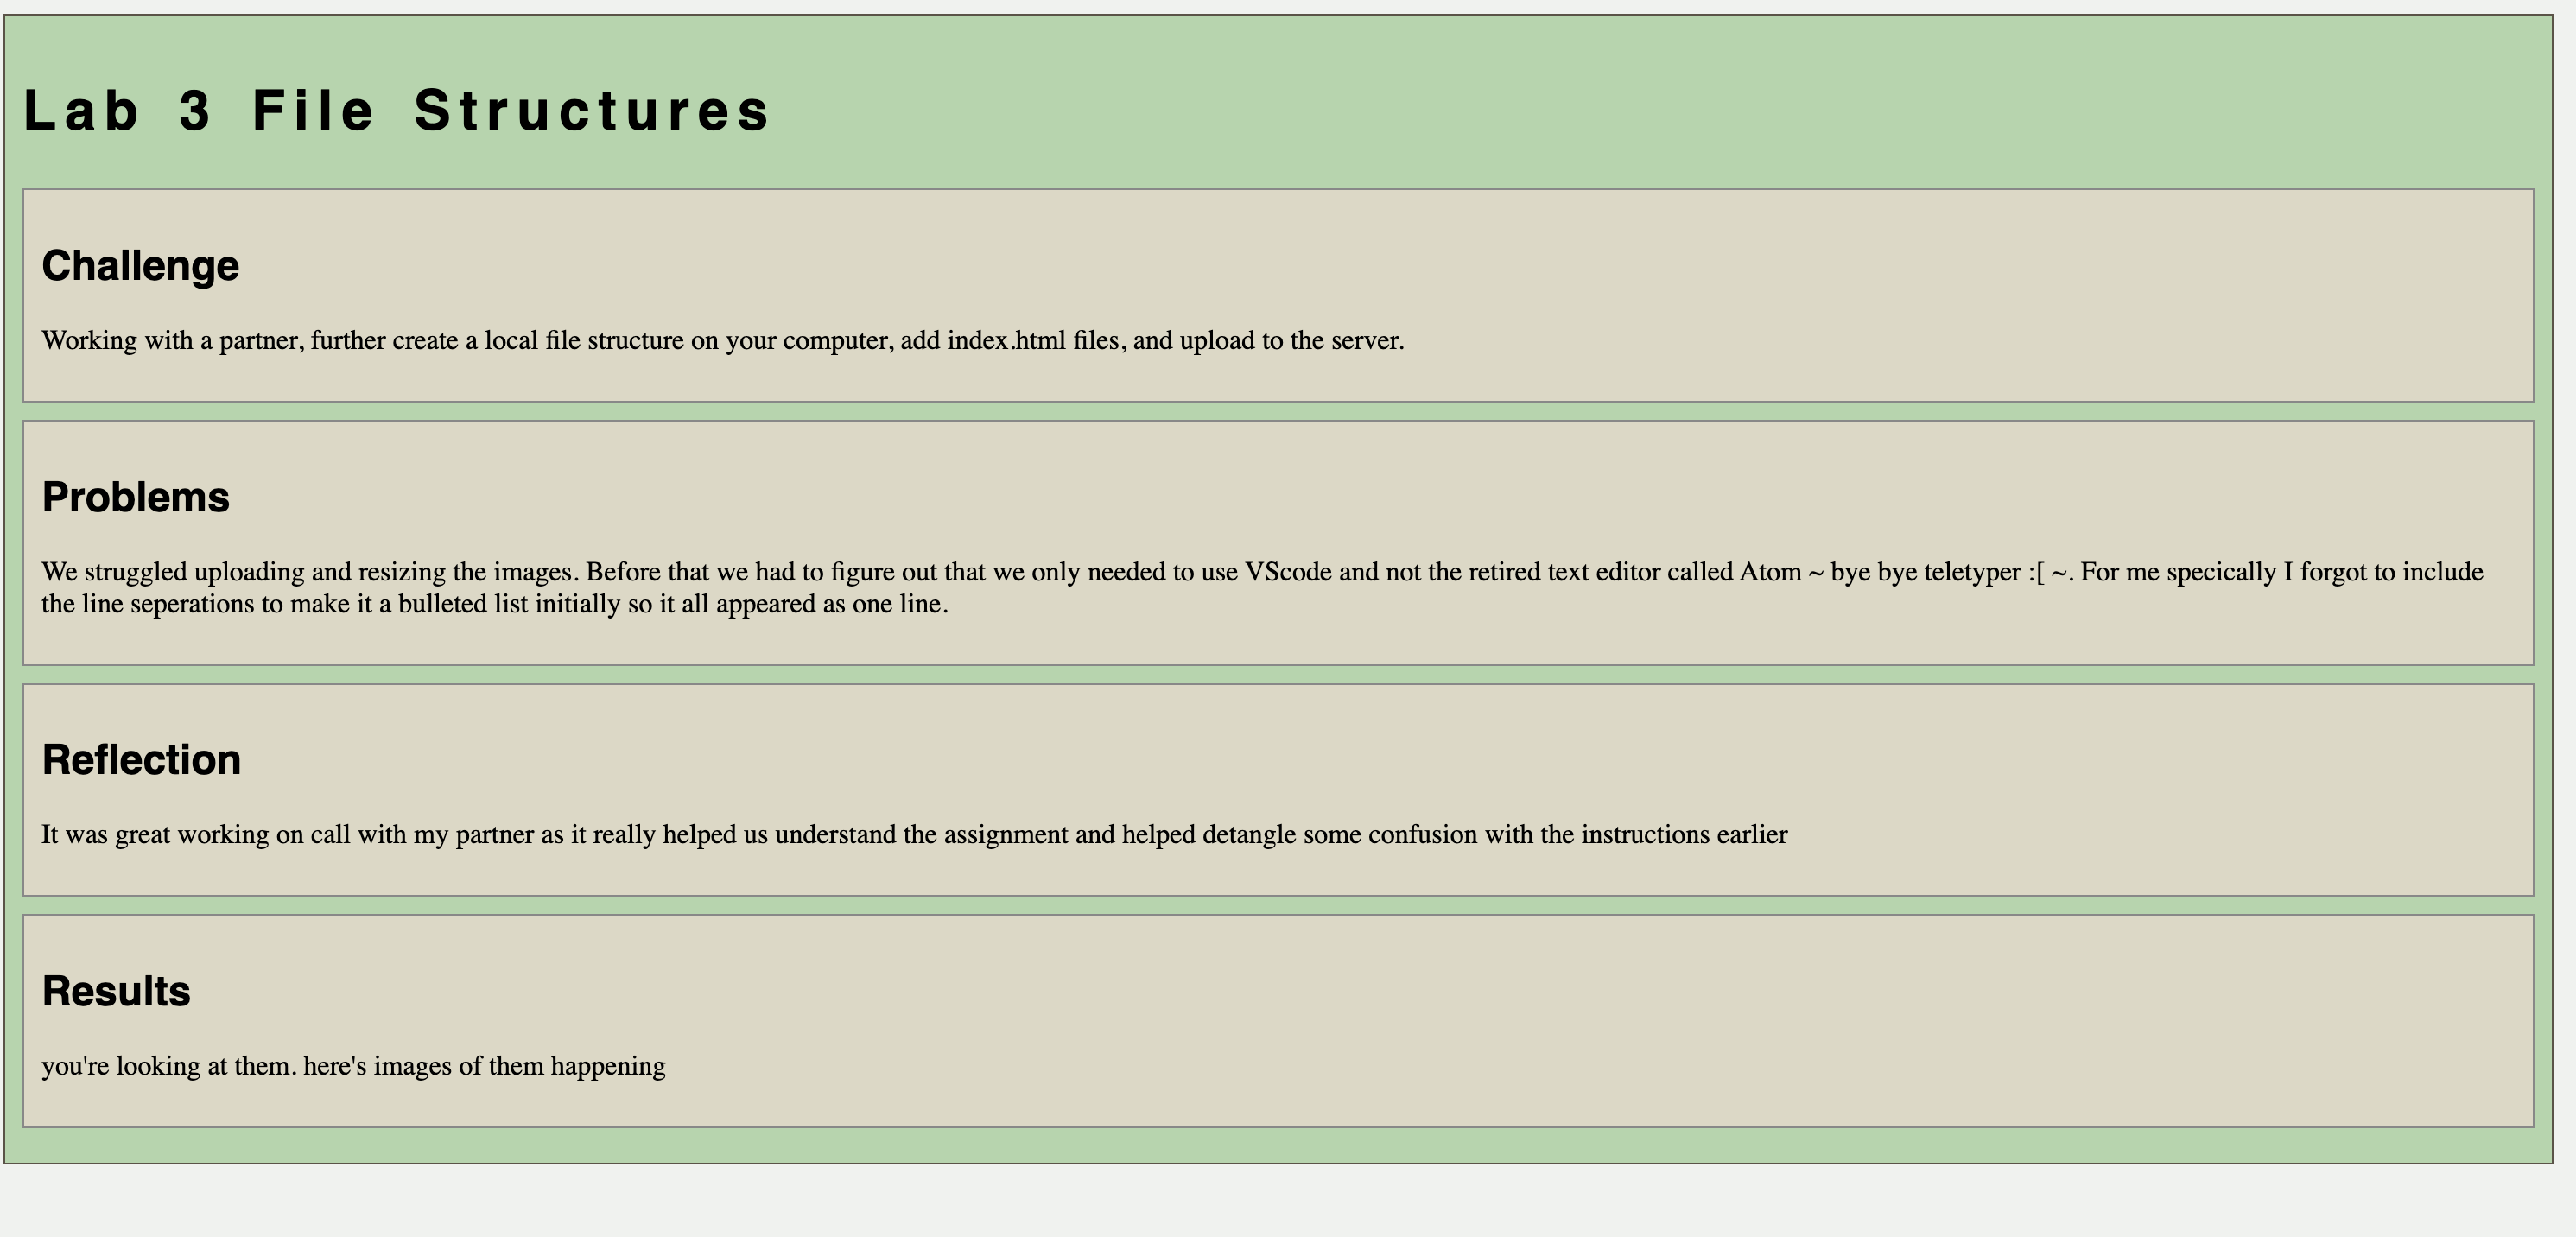 Lab 3 File Structures
Challenge
Working with a partner, further create a local file structure on your computer, add index.html files, and upload to the server.
Problems
We struggled uploading and resizing the images. Before that we had to figure out that we only needed to use VScode and not the retired text editor called Atom ~ bye bye teletyper :[ ~. For me specically I forgot to include
the line seperations to make it a bulleted list initially so it all appeared as one line.
Reflection
It was great working on call with my partner as it really helped us understand the assignment and helped detangle some confusion with the instructions earlier
Results
you're looking at them. here's images of them happening